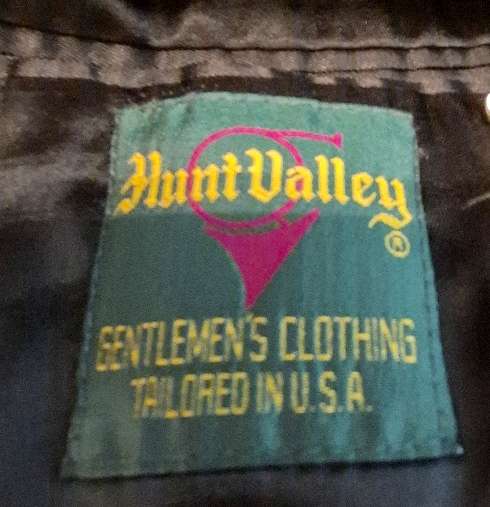 Hunt Valley
®
GENTLEMEN'S CLOTHING
TAILORED IN U.S.A.